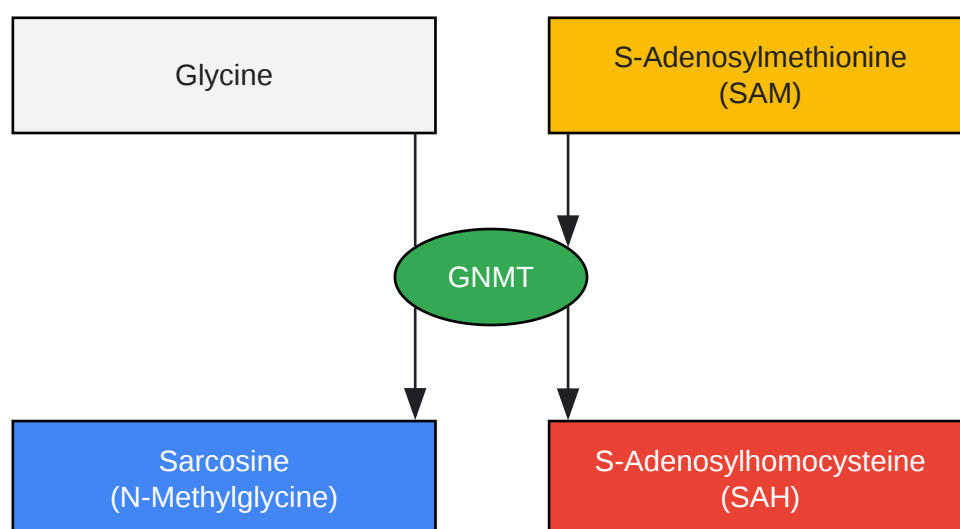 Glycine
S-Adenosylmethionine
(SAM)
GNMT
Sarcosine
(N-Methylglycine)
S-Adenosylhomocysteine
(SAH)